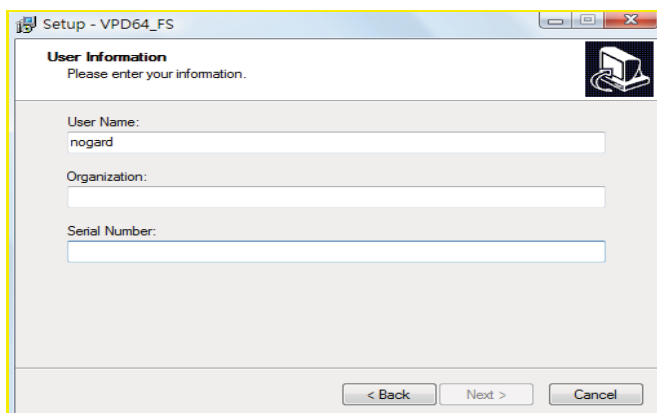 Setup - VPD64_FS
User Information
Please enter your information.
User Name:
nogard
Organization:
Serial Number:
< Back Next > Cancel